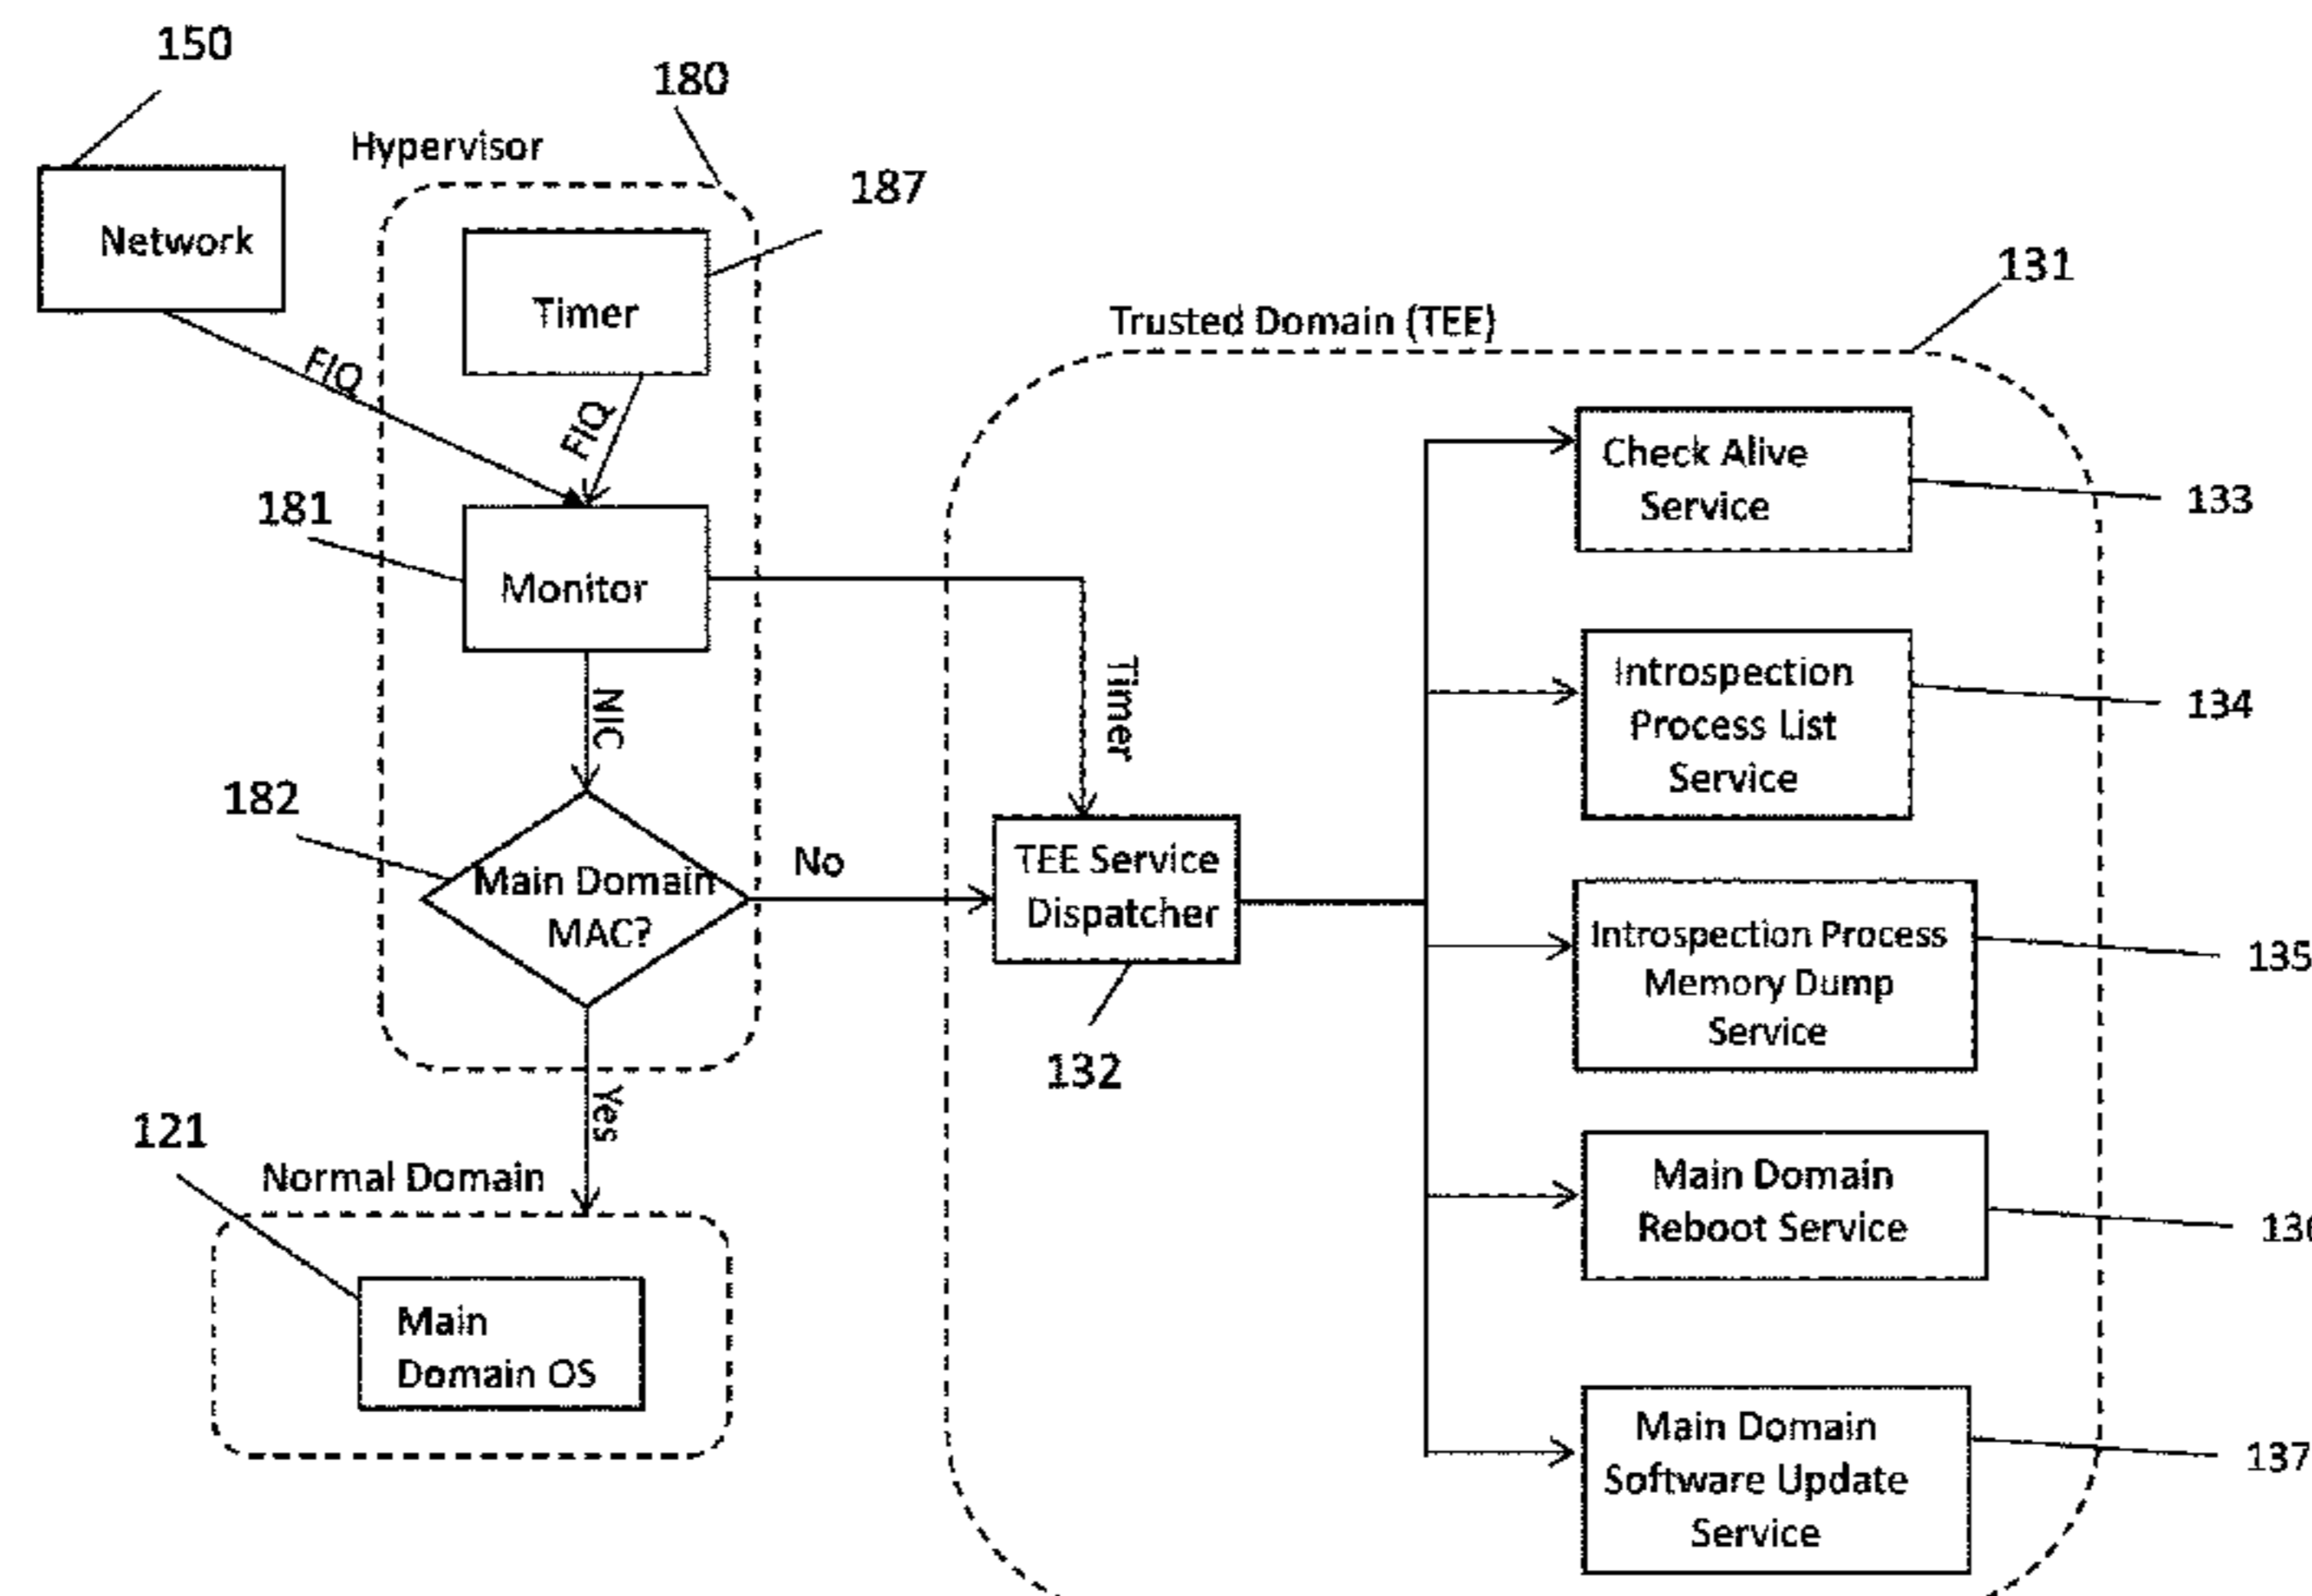 150
180
Hypervisor
187
Network
Timer
131
Trusted Domain (TEE)
FIQ
FIQ
Check Alive
Service
133
181
Monitor
Introspection
Process List
Service
134
NIC
Timer
182
Main Domain
MAC?
No
TEE Service
Dispatcher
132
Introspection Process
Memory Dump
Service
135
Yes
121
Normal Domain
Main Domain
Reboot Service
136
Main
Domain OS
Main Domain
Software Update
Service
137